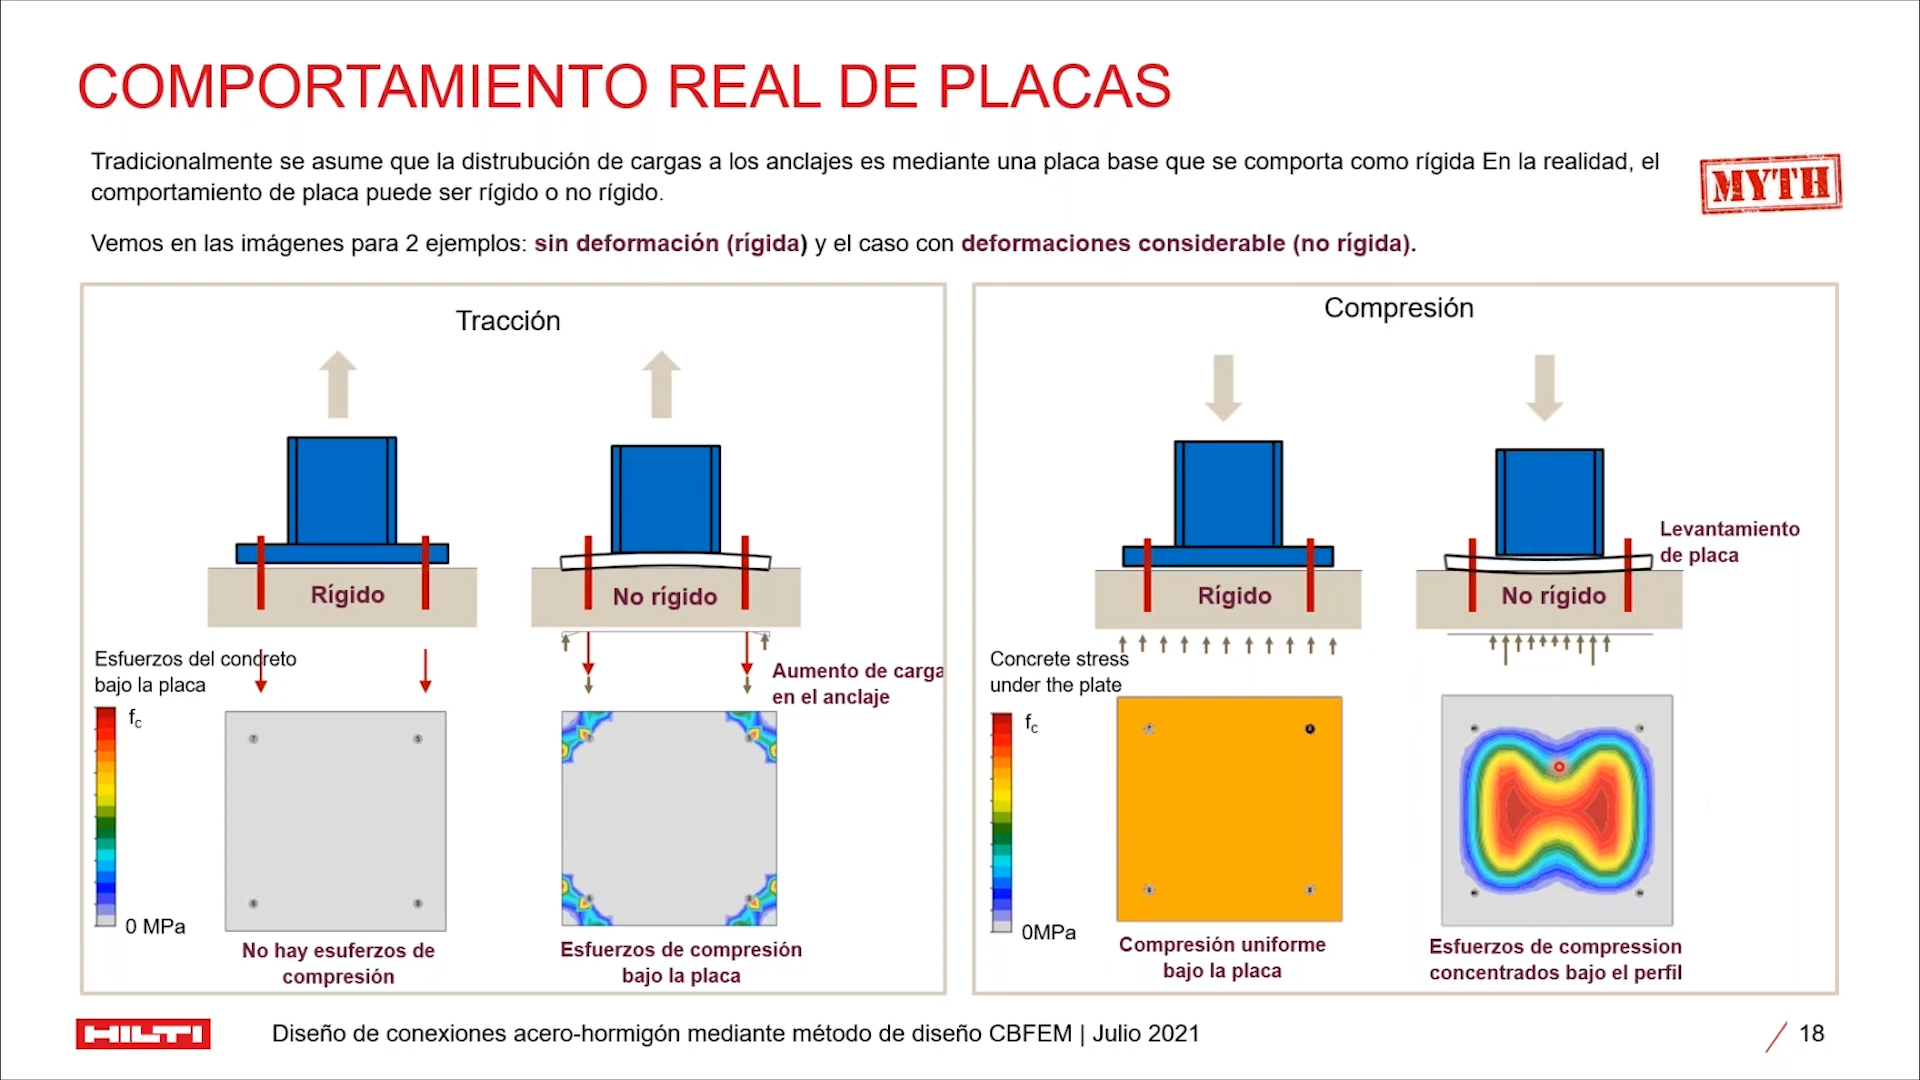 COMPORTAMIENTO REAL DE PLACAS
Tradicionalmente se asume que la distrubución de cargas a los anclajes es mediante una placa base que se comporta como rígida En la realidad, el
comportamiento de placa puede ser rígido o no rígido.
MYTH
Vemos en las imágenes para 2 ejemplos: sin deformación (rígida) y el caso con deformaciones considerable (no rígida).
Tracción
Rígido
No rígido
Esfuerzos del concreto
bajo la placa
Aumento de carga
en el anclaje
fc
0 MPa
No hay esuferzos de
compresión
Esfuerzos de compresión
bajo la placa
Compresión
Levantamiento
de placa
Rígido
No rígido
Concrete stress
under the plate
fc
0MPa
Compresión uniforme
bajo la placa
Esfuerzos de compression
concentrados bajo el perfil
HILTI
Diseño de conexiones acero-hormigón mediante método de diseño CBFEM | Julio 2021
18